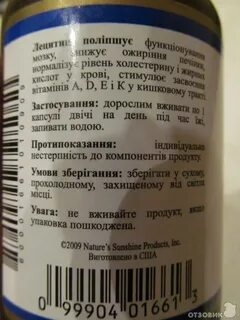 Лецитин поліпшує функціонування
мозку, знижує ожиріння печінки,
нормалізує рівень холестерину і жирних
кислот у крові, стимулює засвоєння
вітамінів A, D, E і K у кишковому тракті.
Застосування: дорослим вживати по 1
капсулі двічі на день під час їжі,
запивати водою.
Протипоказання: індивідуальна
нестерпність до компонентів продукту.
Умови зберігання: зберігати у сухому,
прохолодному, захищеному від світла
місці.
Увага: не вживайте продукт, якщо
упаковка пошкоджена.
©2009 Nature's Sunshine Products, Inc.
Виготовлено в США
0 99904 01661 3
отзовик